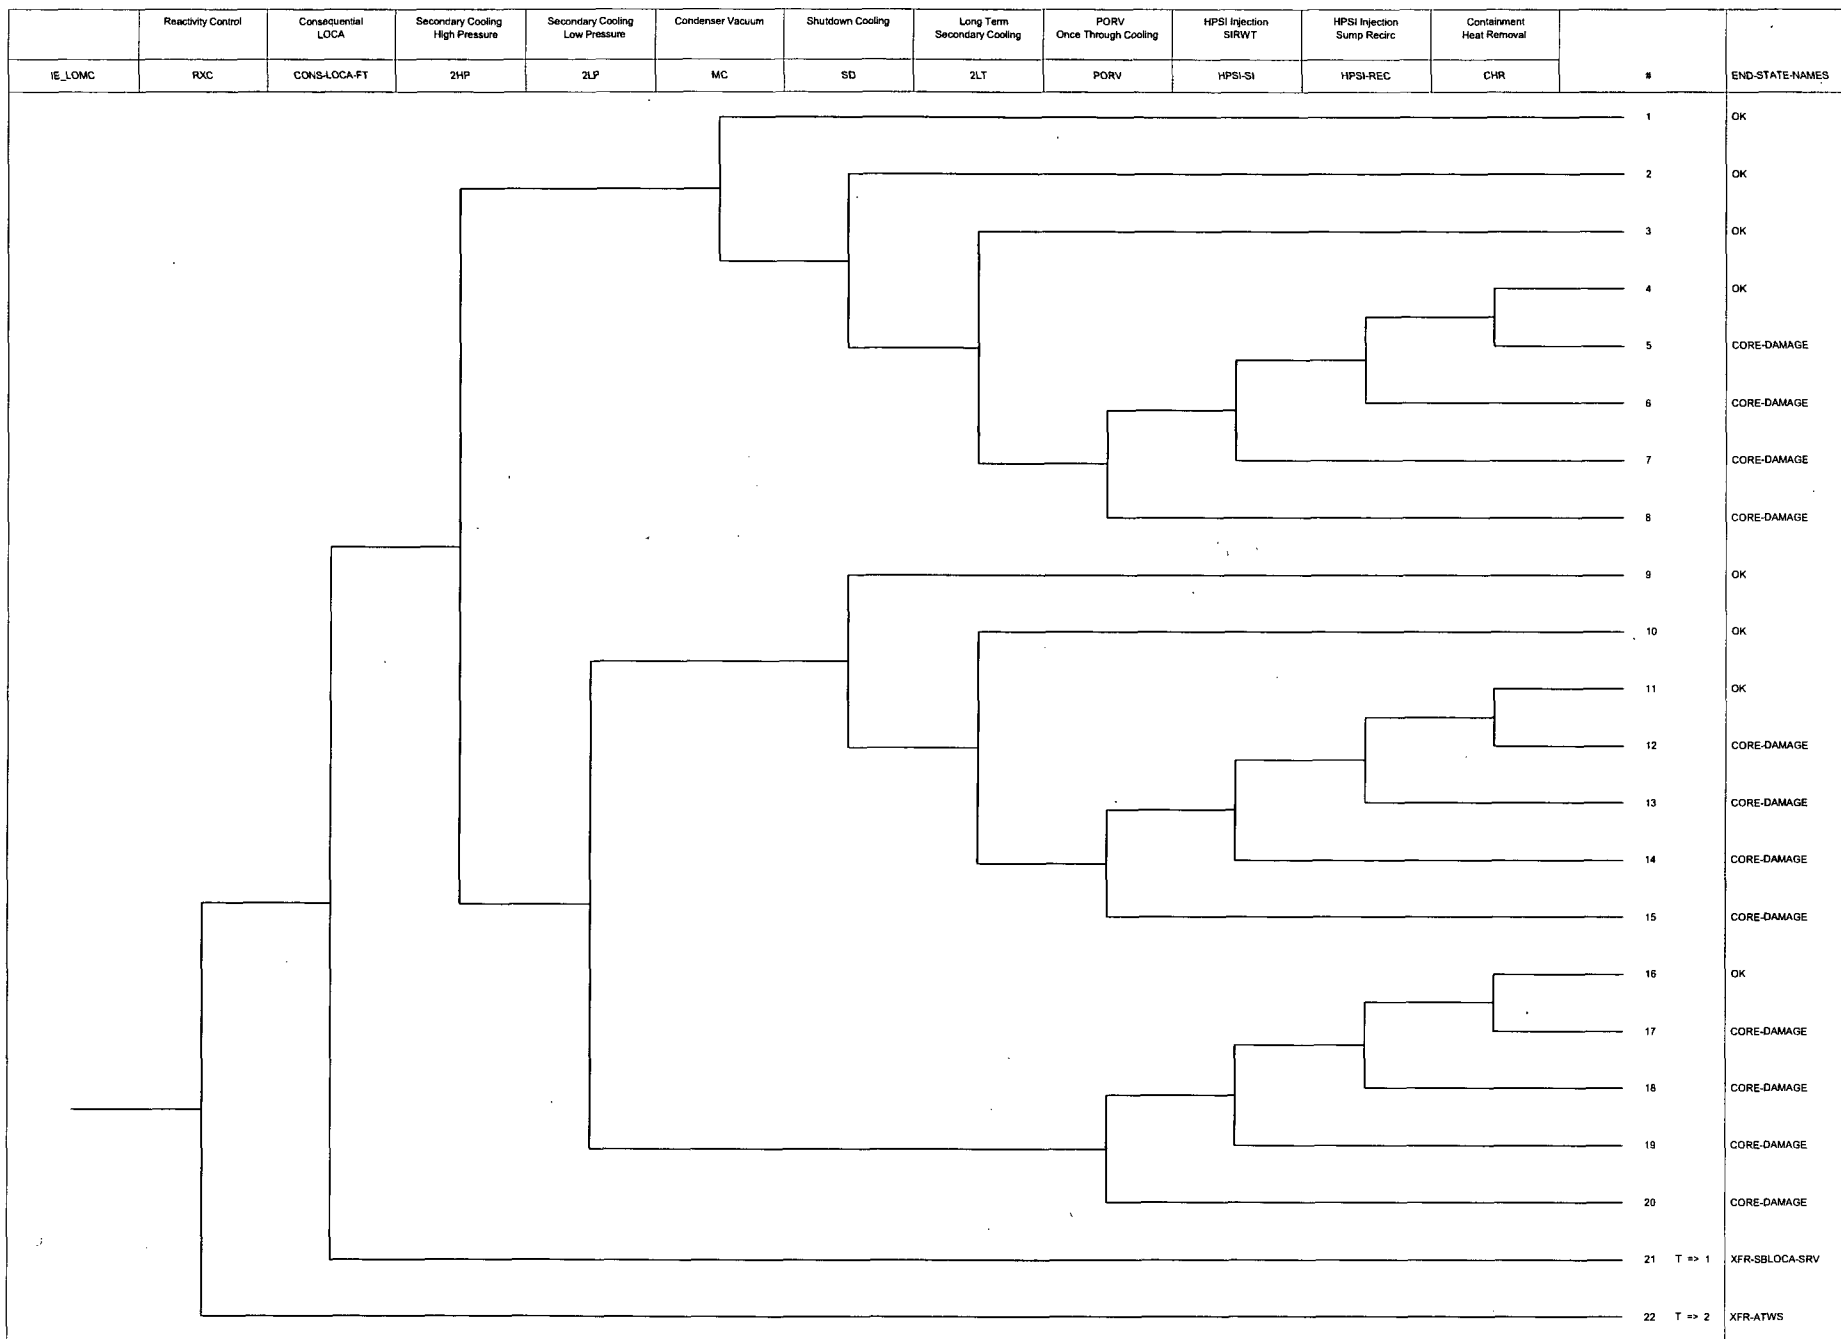 Reactivity Control
Consequential
LOCA
Secondary Cooling
High Pressure
Secondary Cooling
Low Pressure
Condenser Vacuum
Shutdown Cooling
Long Term
Secondary Cooling
PORV
Once Through Cooling
HPSI Injection
SIRWT
HPSI Injection
Sump Recirc
Containment
Heat Removal
IE_LOMC
RXC
CONS-LOCA-FT
2HP
2LP
MC
SD
2LT
PORV
HPSI-SI
HPSI-REC
CHR
#
END-STATE-NAMES
1 OK
2 OK
3 OK
4 OK
5 CORE-DAMAGE
6 CORE-DAMAGE
7 CORE-DAMAGE
8 CORE-DAMAGE
9 OK
10 OK
11 OK
12 CORE-DAMAGE
13 CORE-DAMAGE
14 CORE-DAMAGE
15 CORE-DAMAGE
16 OK
17 CORE-DAMAGE
18 CORE-DAMAGE
19 CORE-DAMAGE
20 CORE-DAMAGE
21 T => 1 XFR-SBLOCA-SRV
22 T => 2 XFR-ATWS